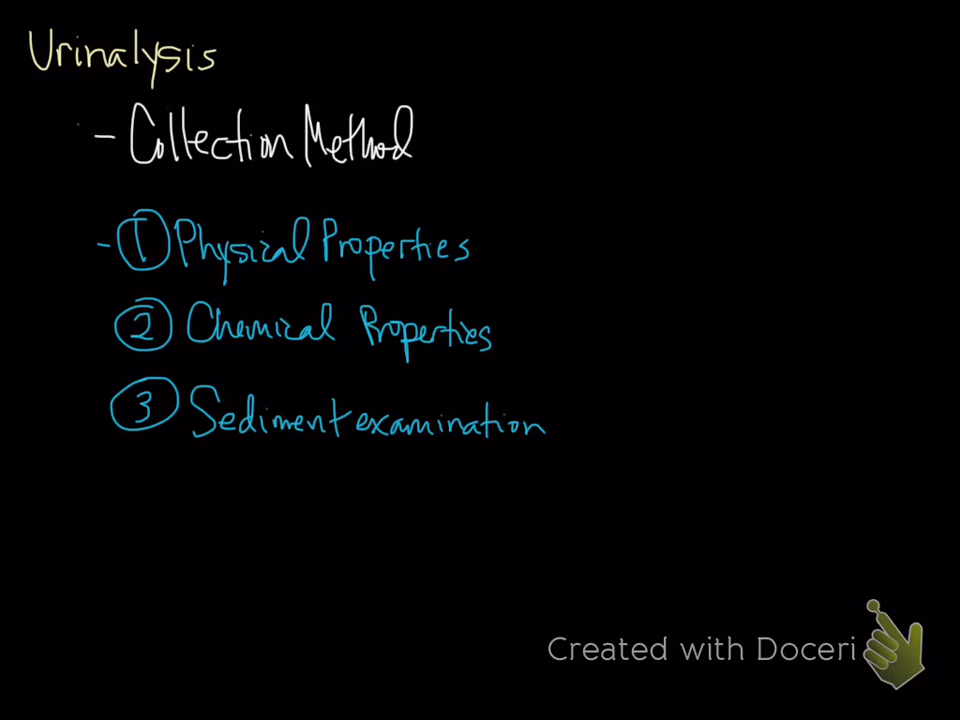 Urinalysis
- Collection Method
- ① Physical Properties
② Chemical Properties
③ Sediment examination
Created with Doceri